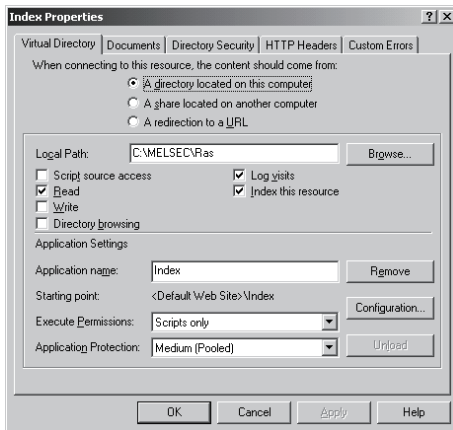 Index Properties ? ×
Virtual Directory Documents Directory Security HTTP Headers Custom Errors
When connecting to this resource, the content should come from:
A directory located on this computer
A share located on another computer
A redirection to a URL
Local Path: C:\MELSEC\Ras Browse...
Script source access Log visits
Read Index this resource
Write
Directory browsing
Application Settings
Application name: Index Remove
Starting point: <Default Web Site>\Index
Configuration...
Execute Permissions: Scripts only
Application Protection: Medium (Pooled) Unload
OK Cancel Apply Help